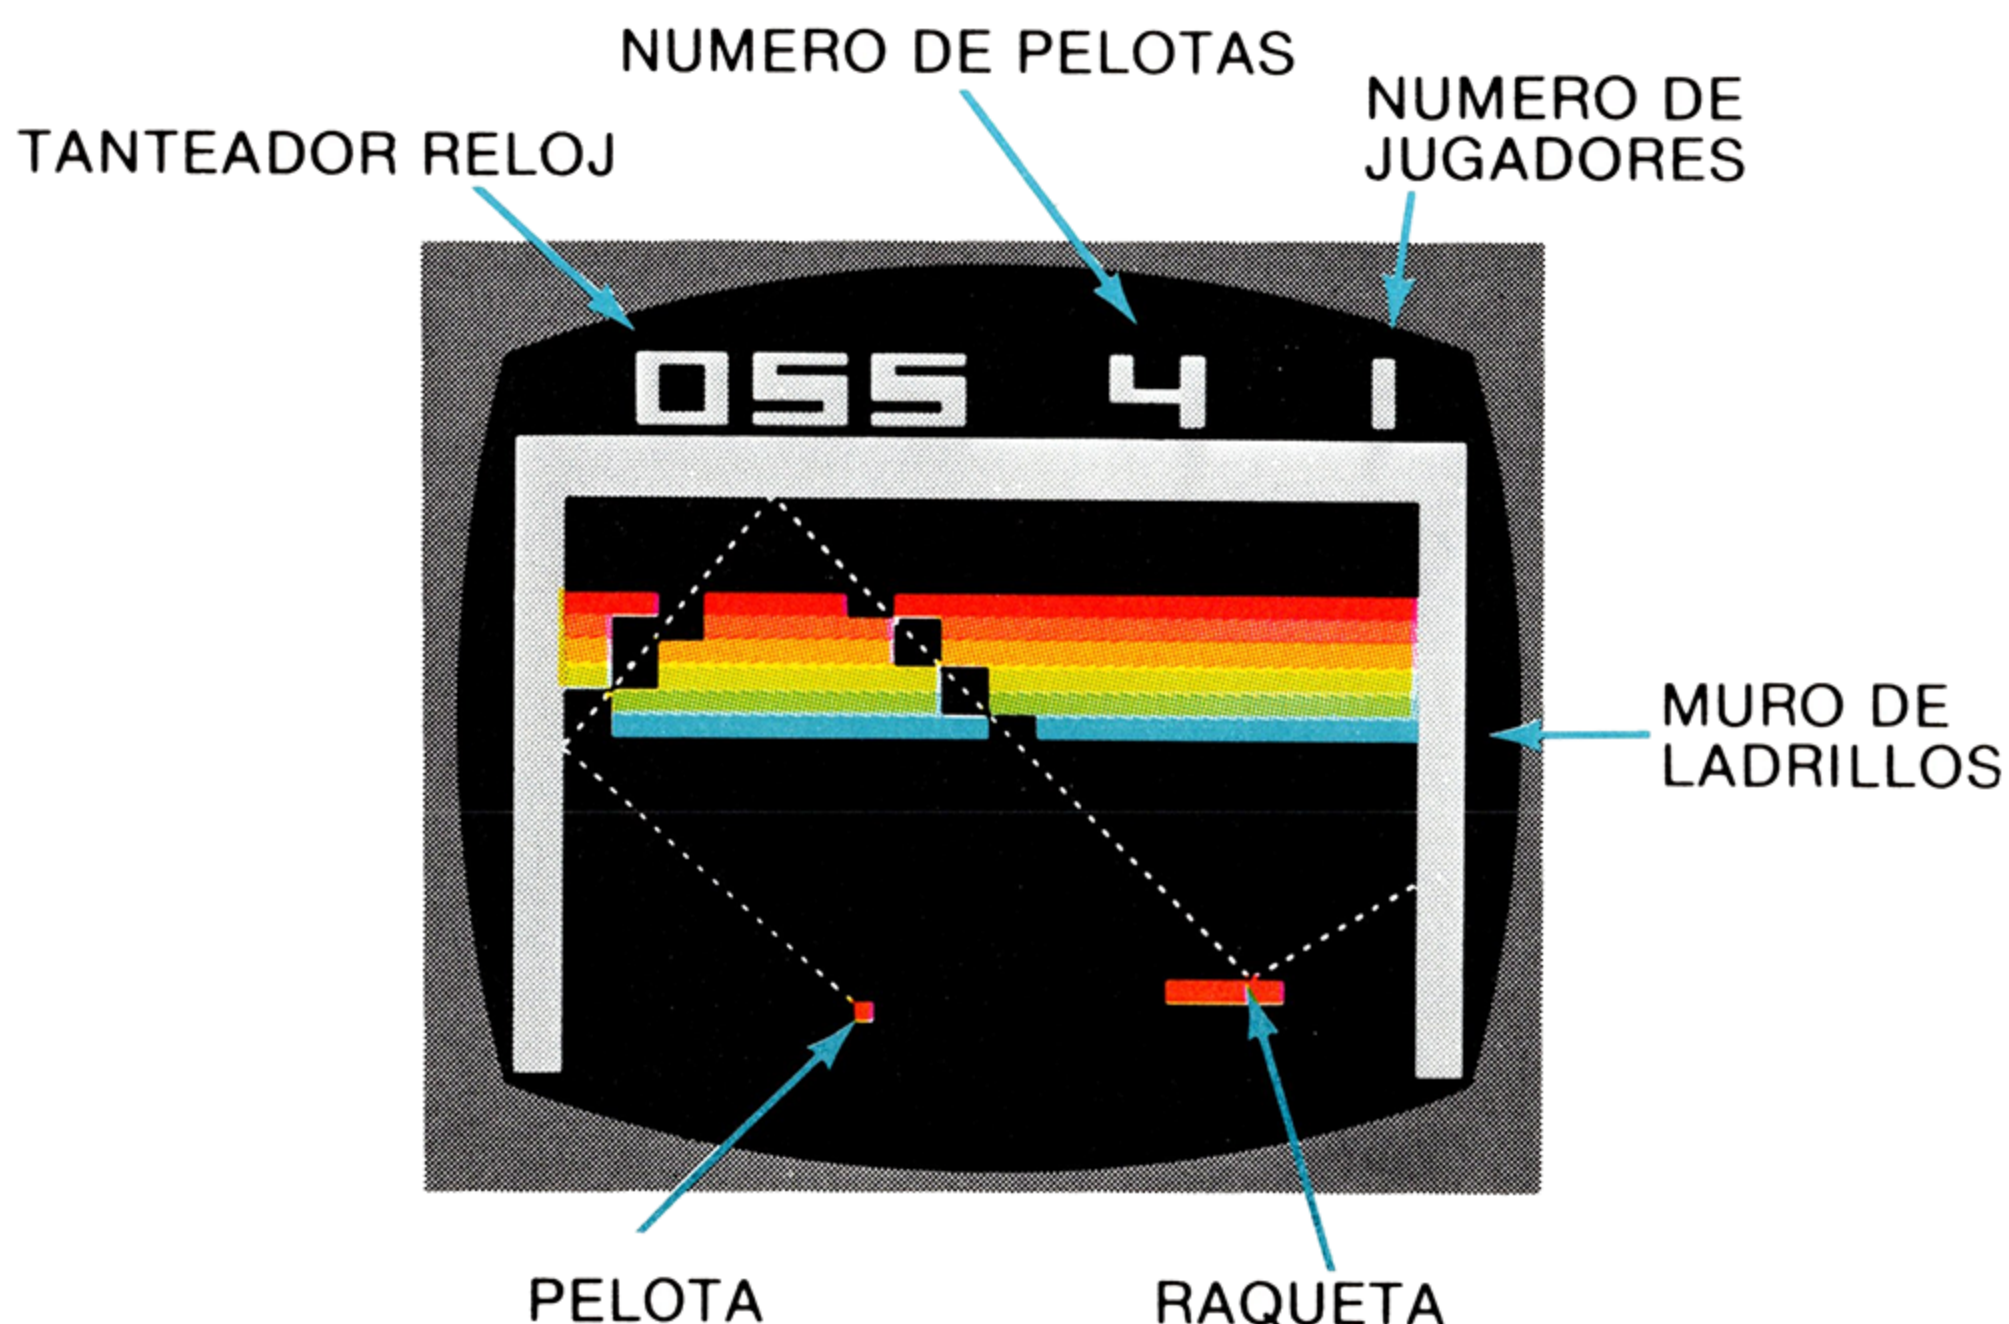 NUMERO DE PELOTAS
NUMERO DE
JUGADORES
TANTEADOR RELOJ
055 4 1
MURO DE
LADRILLOS
PELOTA
RAQUETA